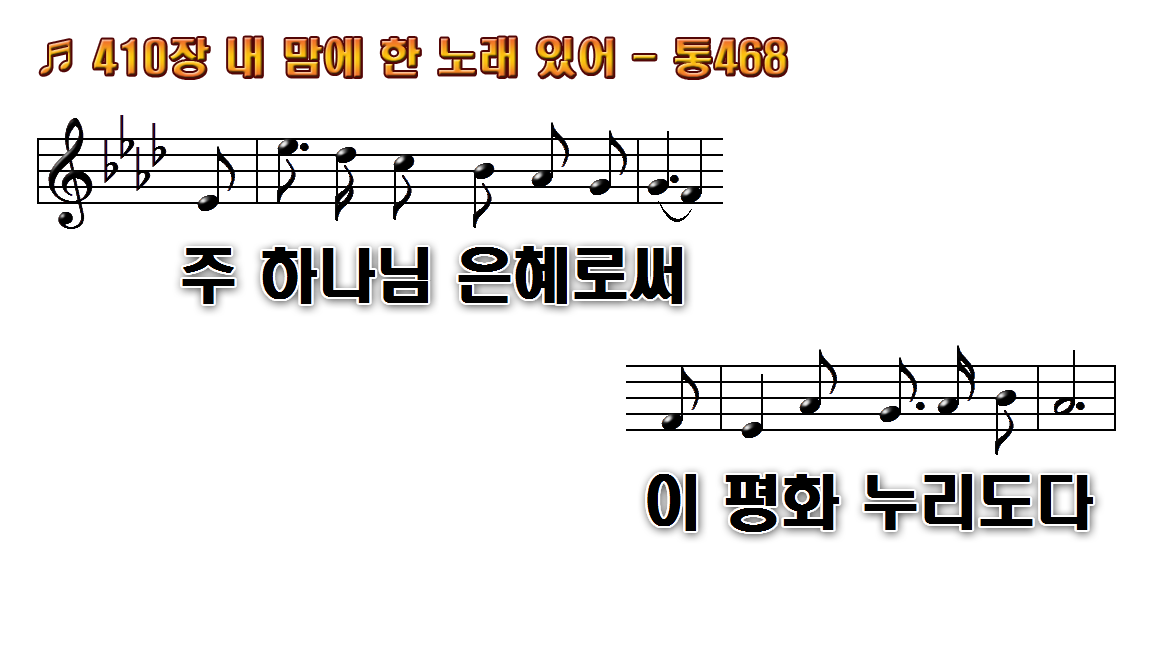 ♬ 410장 내 맘에 한 노래 있어 - 통468
주 하나님 은혜로써
이 평화 누리도다